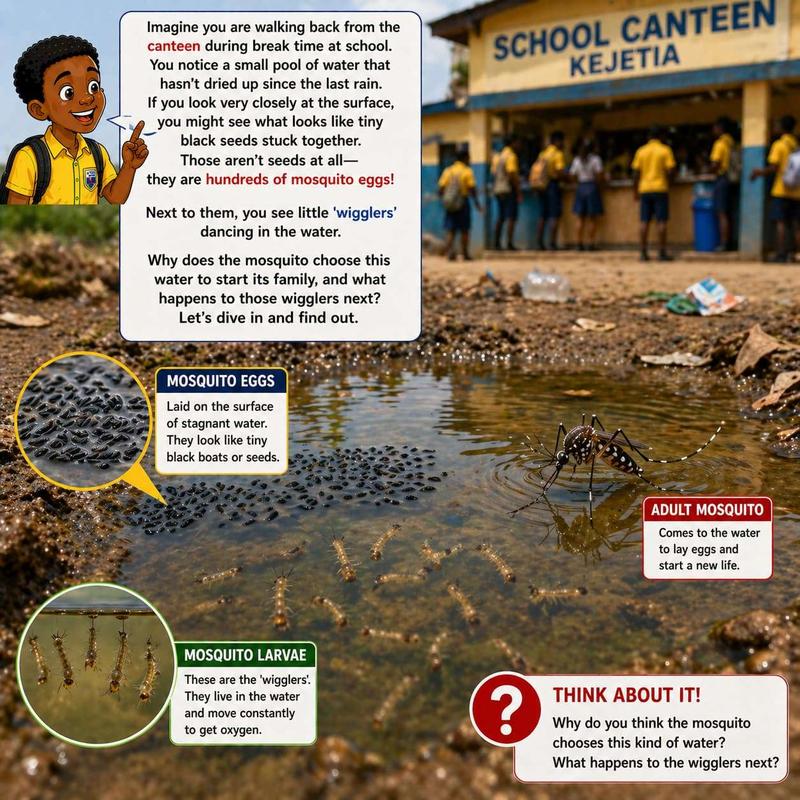 Imagine you are walking back from the
canteen during break time at school.
You notice a small pool of water that
hasn't dried up since the last rain.
If you look very closely at the surface,
you might see what looks like tiny
black seeds stuck together.
Those aren't seeds at all—
they are hundreds of mosquito eggs!
Next to them, you see little 'wigglers'
dancing in the water.
Why does the mosquito choose this
water to start its family, and what
happens to those wigglers next?
Let's dive in and find out.
SCHOOL CANTEEN
KEJETIA
MOSQUITO EGGS
Laid on the surface
of stagnant water.
They look like tiny
black boats or seeds.
ADULT MOSQUITO
Comes to the water
to lay eggs and
start a new life.
MOSQUITO LARVAE
These are the 'wigglers'.
They live in the water
and move constantly
to get oxygen.
?
THINK ABOUT IT!
Why do you think the mosquito
chooses this kind of water?
What happens to the wigglers next?